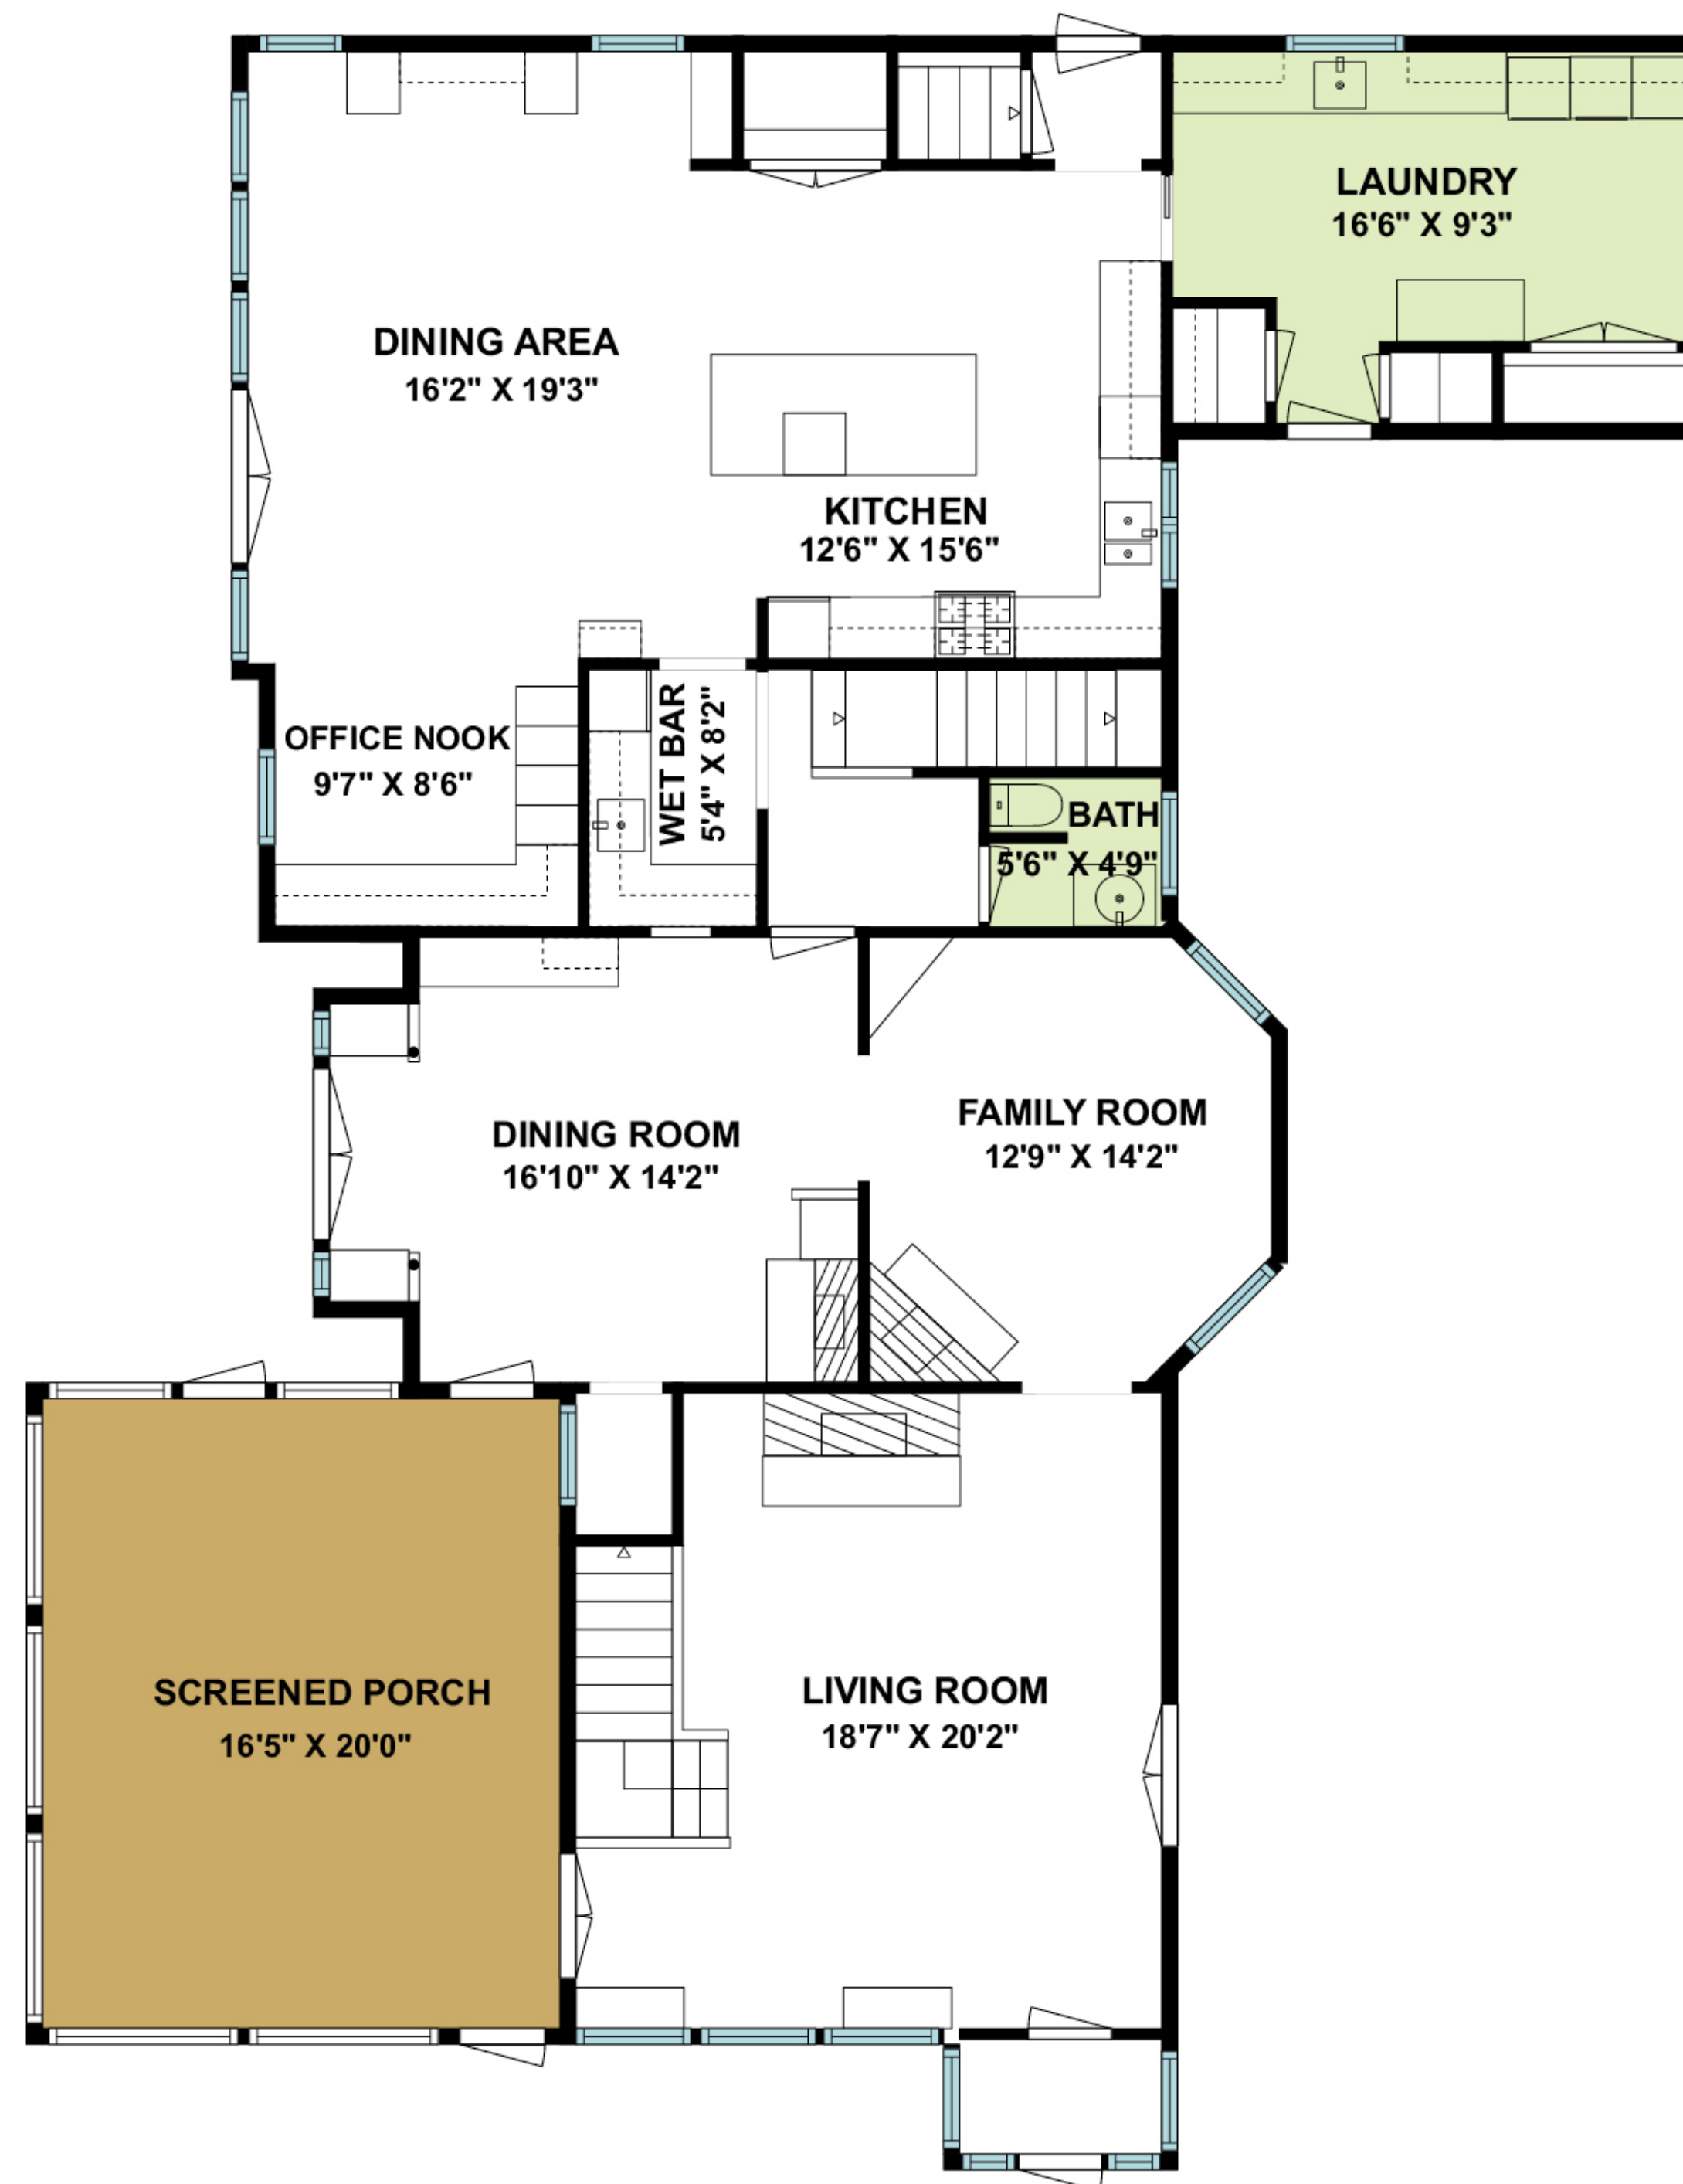 LAUNDRY
16'6" X 9'3"
DINING AREA
16'2" X 19'3"
KITCHEN
12'6" X 15'6"
OFFICE NOOK
9'7" X 8'6"
WET BAR
5'4" X 8'2"
BATH
5'6" X 4'9"
DINING ROOM
16'10" X 14'2"
FAMILY ROOM
12'9" X 14'2"
SCREENED PORCH
16'5" X 20'0"
LIVING ROOM
18'7" X 20'2"